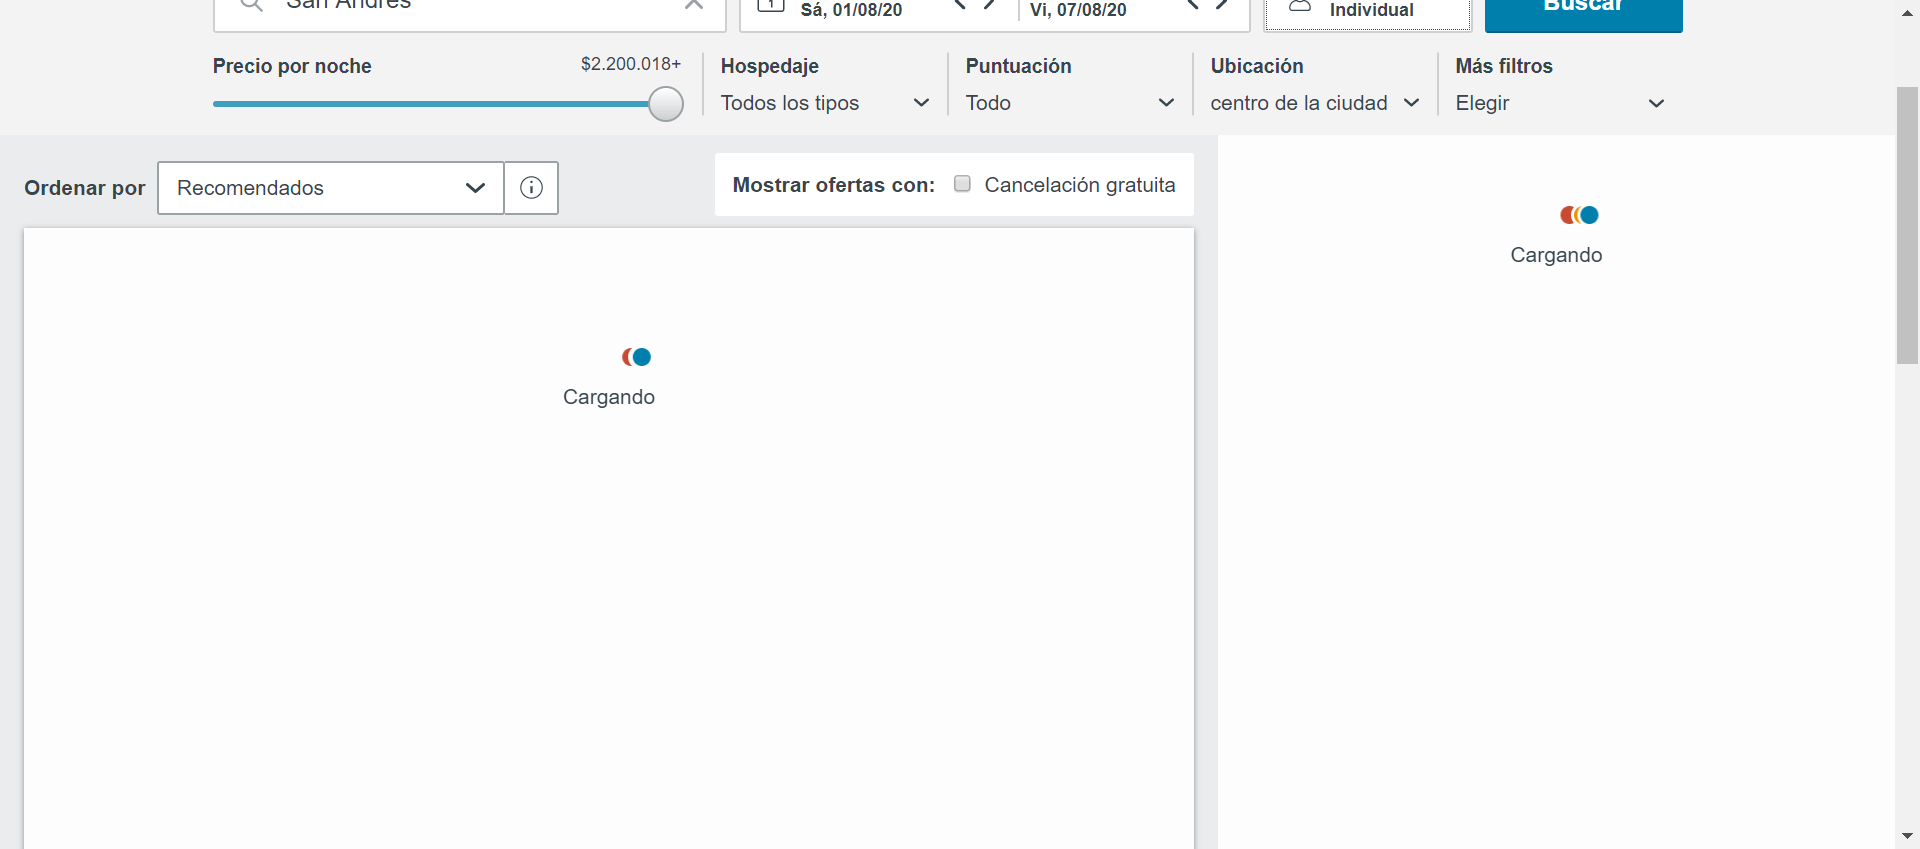 San Andrés
Sá, 01/08/20
Vi, 07/08/20
Individual
Buscar
Precio por noche
$2.200.018+
Hospedaje
Todos los tipos
Puntuación
Todo
Ubicación
centro de la ciudad
Más filtros
Elegir
Ordenar por
Recomendados
Mostrar ofertas con:
Cancelación gratuita
Cargando
Cargando